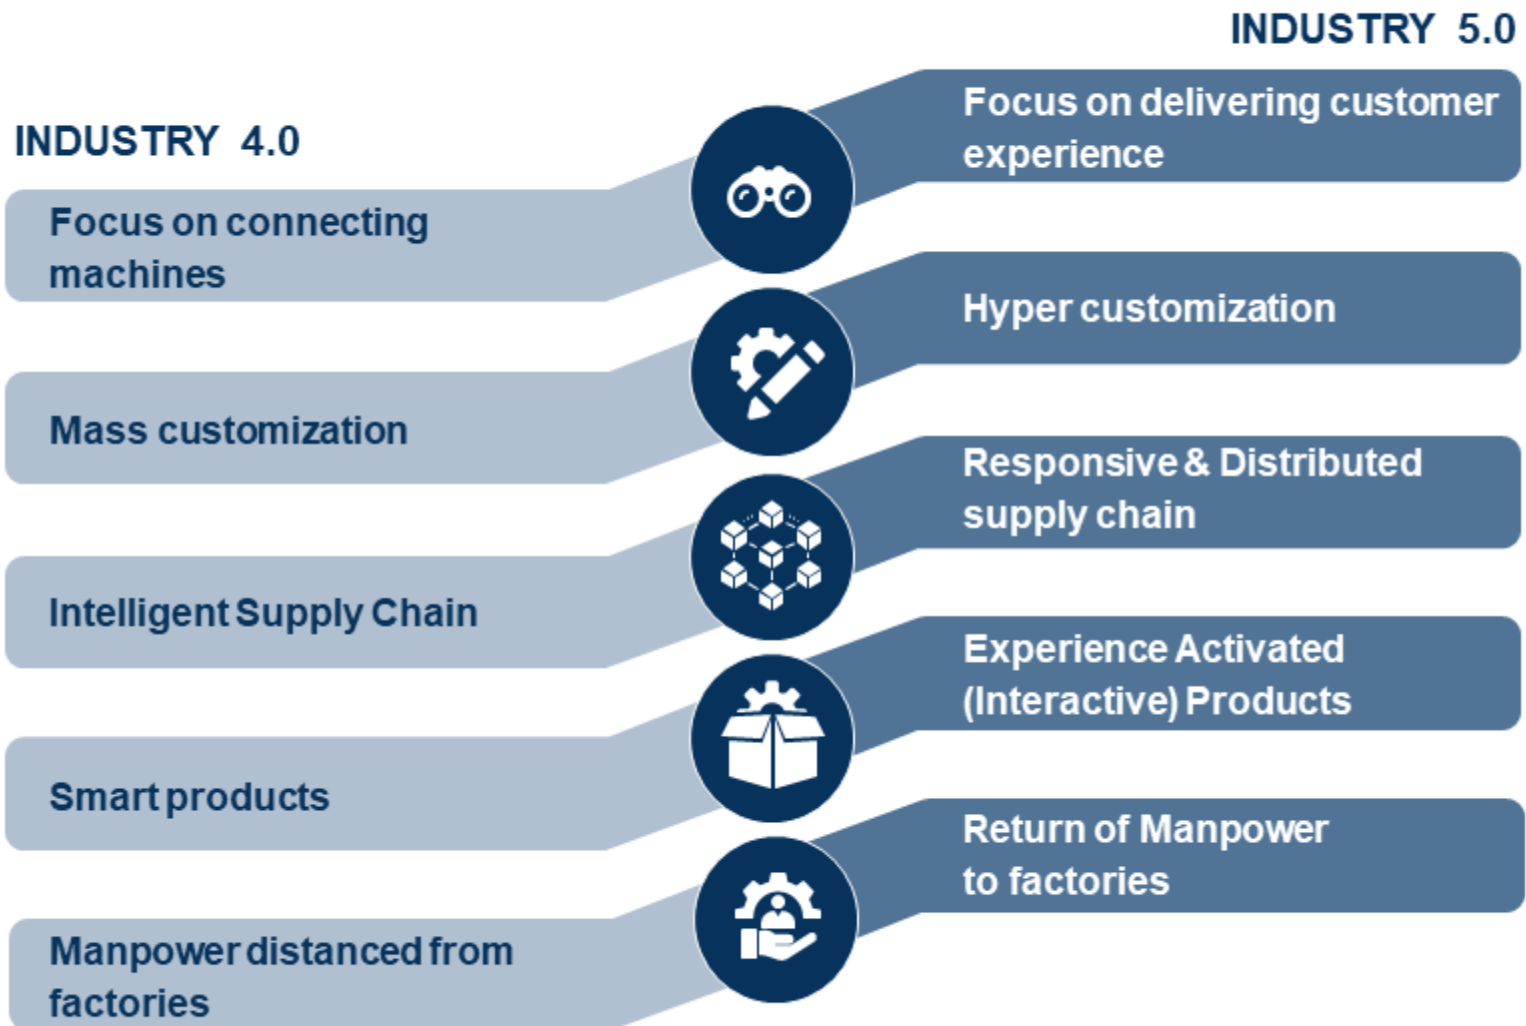 INDUSTRY 5.0
INDUSTRY 4.0
Focus on delivering customer
experience
Focus on connecting
machines
Hyper customization
Mass customization
Responsive & Distributed
supply chain
Intelligent Supply Chain
Experience Activated
(Interactive) Products
Smart products
Return of Manpower
to factories
Manpower distanced from
factories